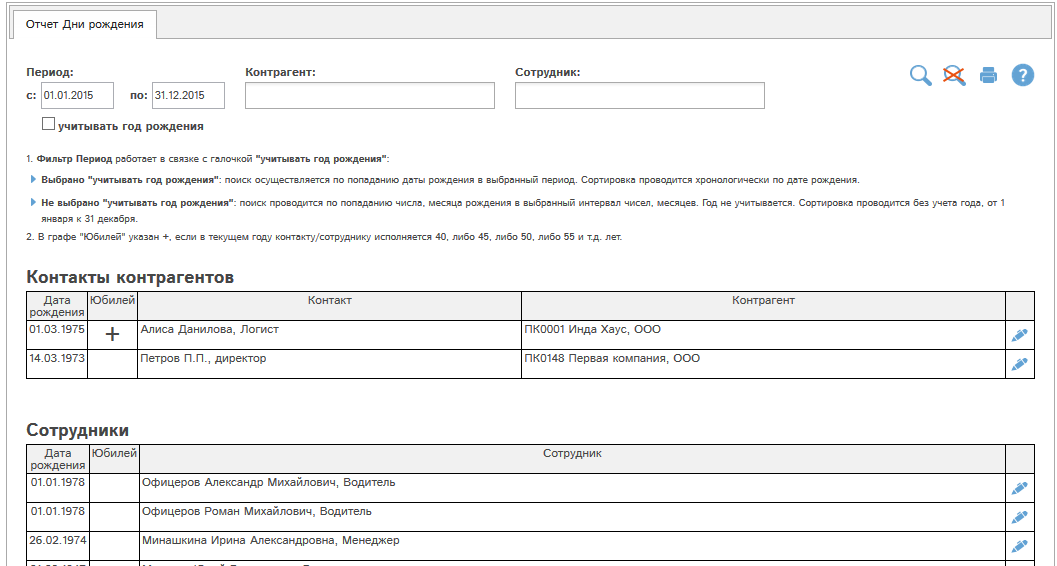 Отчет Дни рождения
Период: Контрагент: Сотрудник:
с: 01.01.2015 по: 31.12.2015
учитывать год рождения
1. Фильтр Период работает в связке с галочкой "учитывать год рождения":
Выбрано "учитывать год рождения": поиск осуществляется по попаданию даты рождения в выбранный период. Сортировка проводится хронологически по дате рождения.
Не выбрано "учитывать год рождения": поиск проводится по попаданию числа, месяца рождения в выбранный интервал чисел, месяцев. Год не учитывается. Сортировка проводится без учета года, от 1
января к 31 декабря.
2. В графе "Юбилей" указан +, если в текущем году контакту/сотруднику исполняется 40, либо 45, либо 50, либо 55 и т.д. лет.
Контакты контрагентов
Дата рождения Юбилей Контакт Контрагент
01.03.1975 + Алиса Данилова, Логист ПК0001 Инда Хаус, ООО
14.03.1973 Петров П.П., директор ПК0148 Первая компания, ООО
Сотрудники
Дата рождения Юбилей Сотрудник
01.01.1978 Офицеров Александр Михайлович, Водитель
01.01.1978 Офицеров Роман Михайлович, Водитель
26.02.1974 Минашкина Ирина Александровна, Менеджер